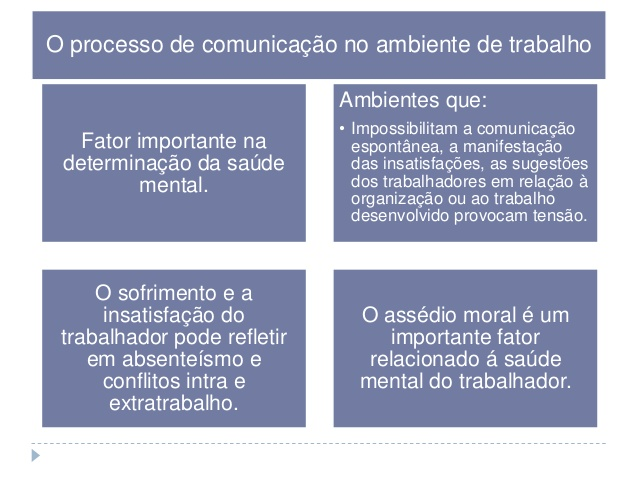 O processo de comunicação no ambiente de trabalho
Fator importante na
determinação da saúde
mental.
Ambientes que:
• Impossibilitam a comunicação
espontânea, a manifestação
das insatisfações, as sugestões
dos trabalhadores em relação à
organização ou ao trabalho
desenvolvido provocam tensão.
O sofrimento e a
insatisfação do
trabalhador pode refletir
em absenteísmo e
conflitos intra e
extratrabalho.
O assédio moral é um
importante fator
relacionado á saúde
mental do trabalhador.